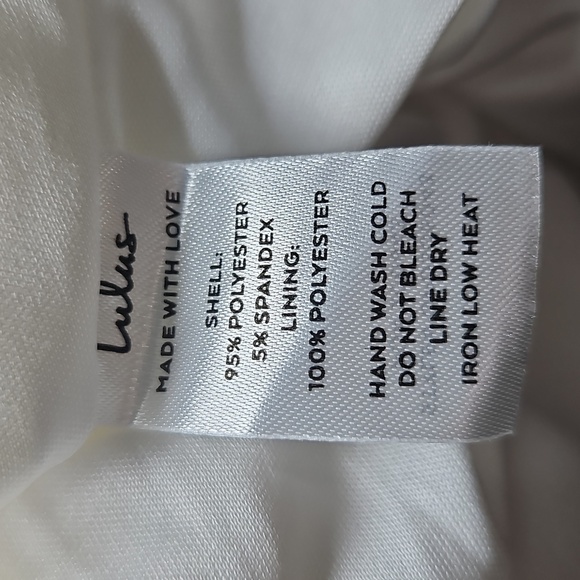 Lulus
MADE WITH LOVE
SHELL:
95% POLYESTER
5% SPANDEX
LINING:
100% POLYESTER
HAND WASH COLD
DO NOT BLEACH
LINE DRY
IRON LOW HEAT